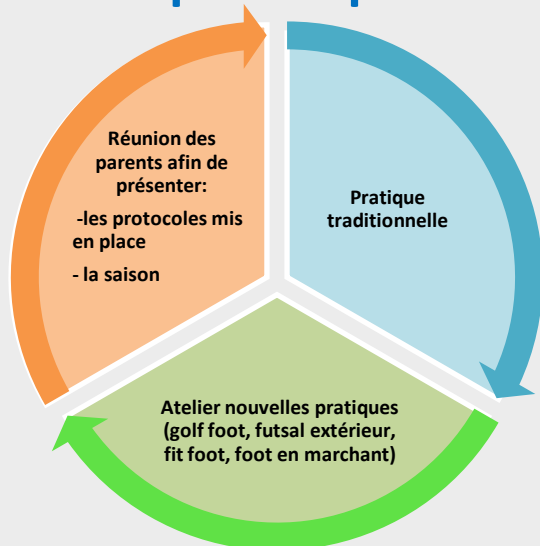 Réunion des
parents afin de
présenter:
-les protocoles mis
en place
- la saison
Pratique
traditionnelle
Atelier nouvelles pratiques
(golf foot, futsal extérieur,
fit foot, foot en marchant)